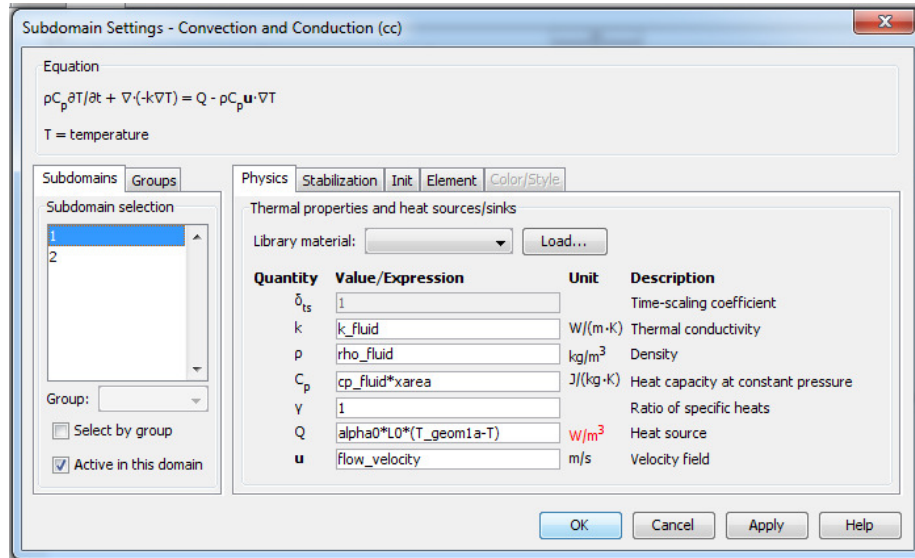 Subdomain Settings - Convection and Conduction (cc)
Equation
ρCp∂T/∂t + ∇·(-k∇T) = Q - ρCpu·∇T
T = temperature
Subdomains Groups
Subdomain selection
1
2
Group:
Select by group
Active in this domain
Physics Stabilization Init Element Color/Style
Thermal properties and heat sources/sinks
Library material: Load...
Quantity Value/Expression Unit Description
δts 1 Time-scaling coefficient
k k_fluid W/(m·K) Thermal conductivity
ρ rho_fluid kg/m³ Density
Cp cp_fluid*xarea J/(kg·K) Heat capacity at constant pressure
γ 1 Ratio of specific heats
Q alpha0*L0*(T_geom1a-T) W/m³ Heat source
u flow_velocity m/s Velocity field
OK Cancel Apply Help